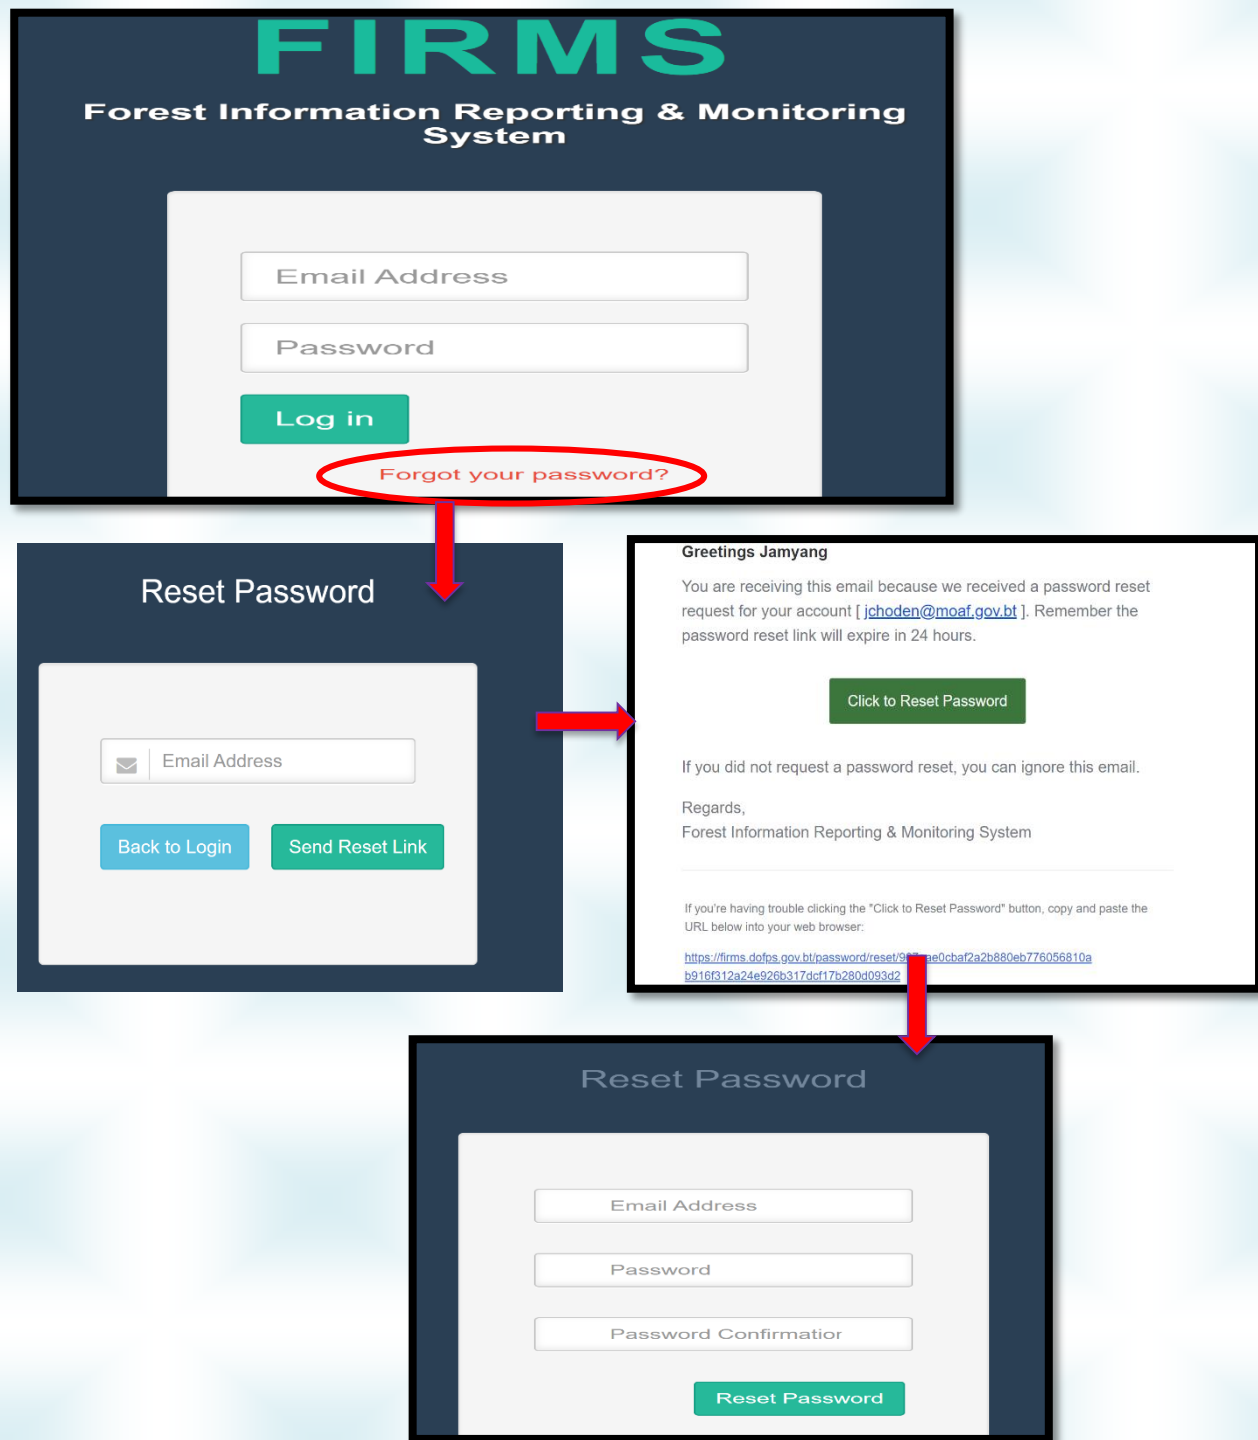 FIRMS
Forest Information Reporting & Monitoring
System
Email Address
Password
Log in
Forgot your password?
Reset Password
Email Address
Back to Login
Send Reset Link
Greetings Jamyang
You are receiving this email because we received a password reset
request for your account [ jchoden@moaf.gov.bt ]. Remember the
password reset link will expire in 24 hours.
Click to Reset Password
If you did not request a password reset, you can ignore this email.
Regards,
Forest Information Reporting & Monitoring System
If you're having trouble clicking the "Click to Reset Password" button, copy and paste the
URL below into your web browser:
b916f312a24e926b317dcf17b280d093d2
Reset Password
Email Address
Password
Password Confirmation
Reset Password